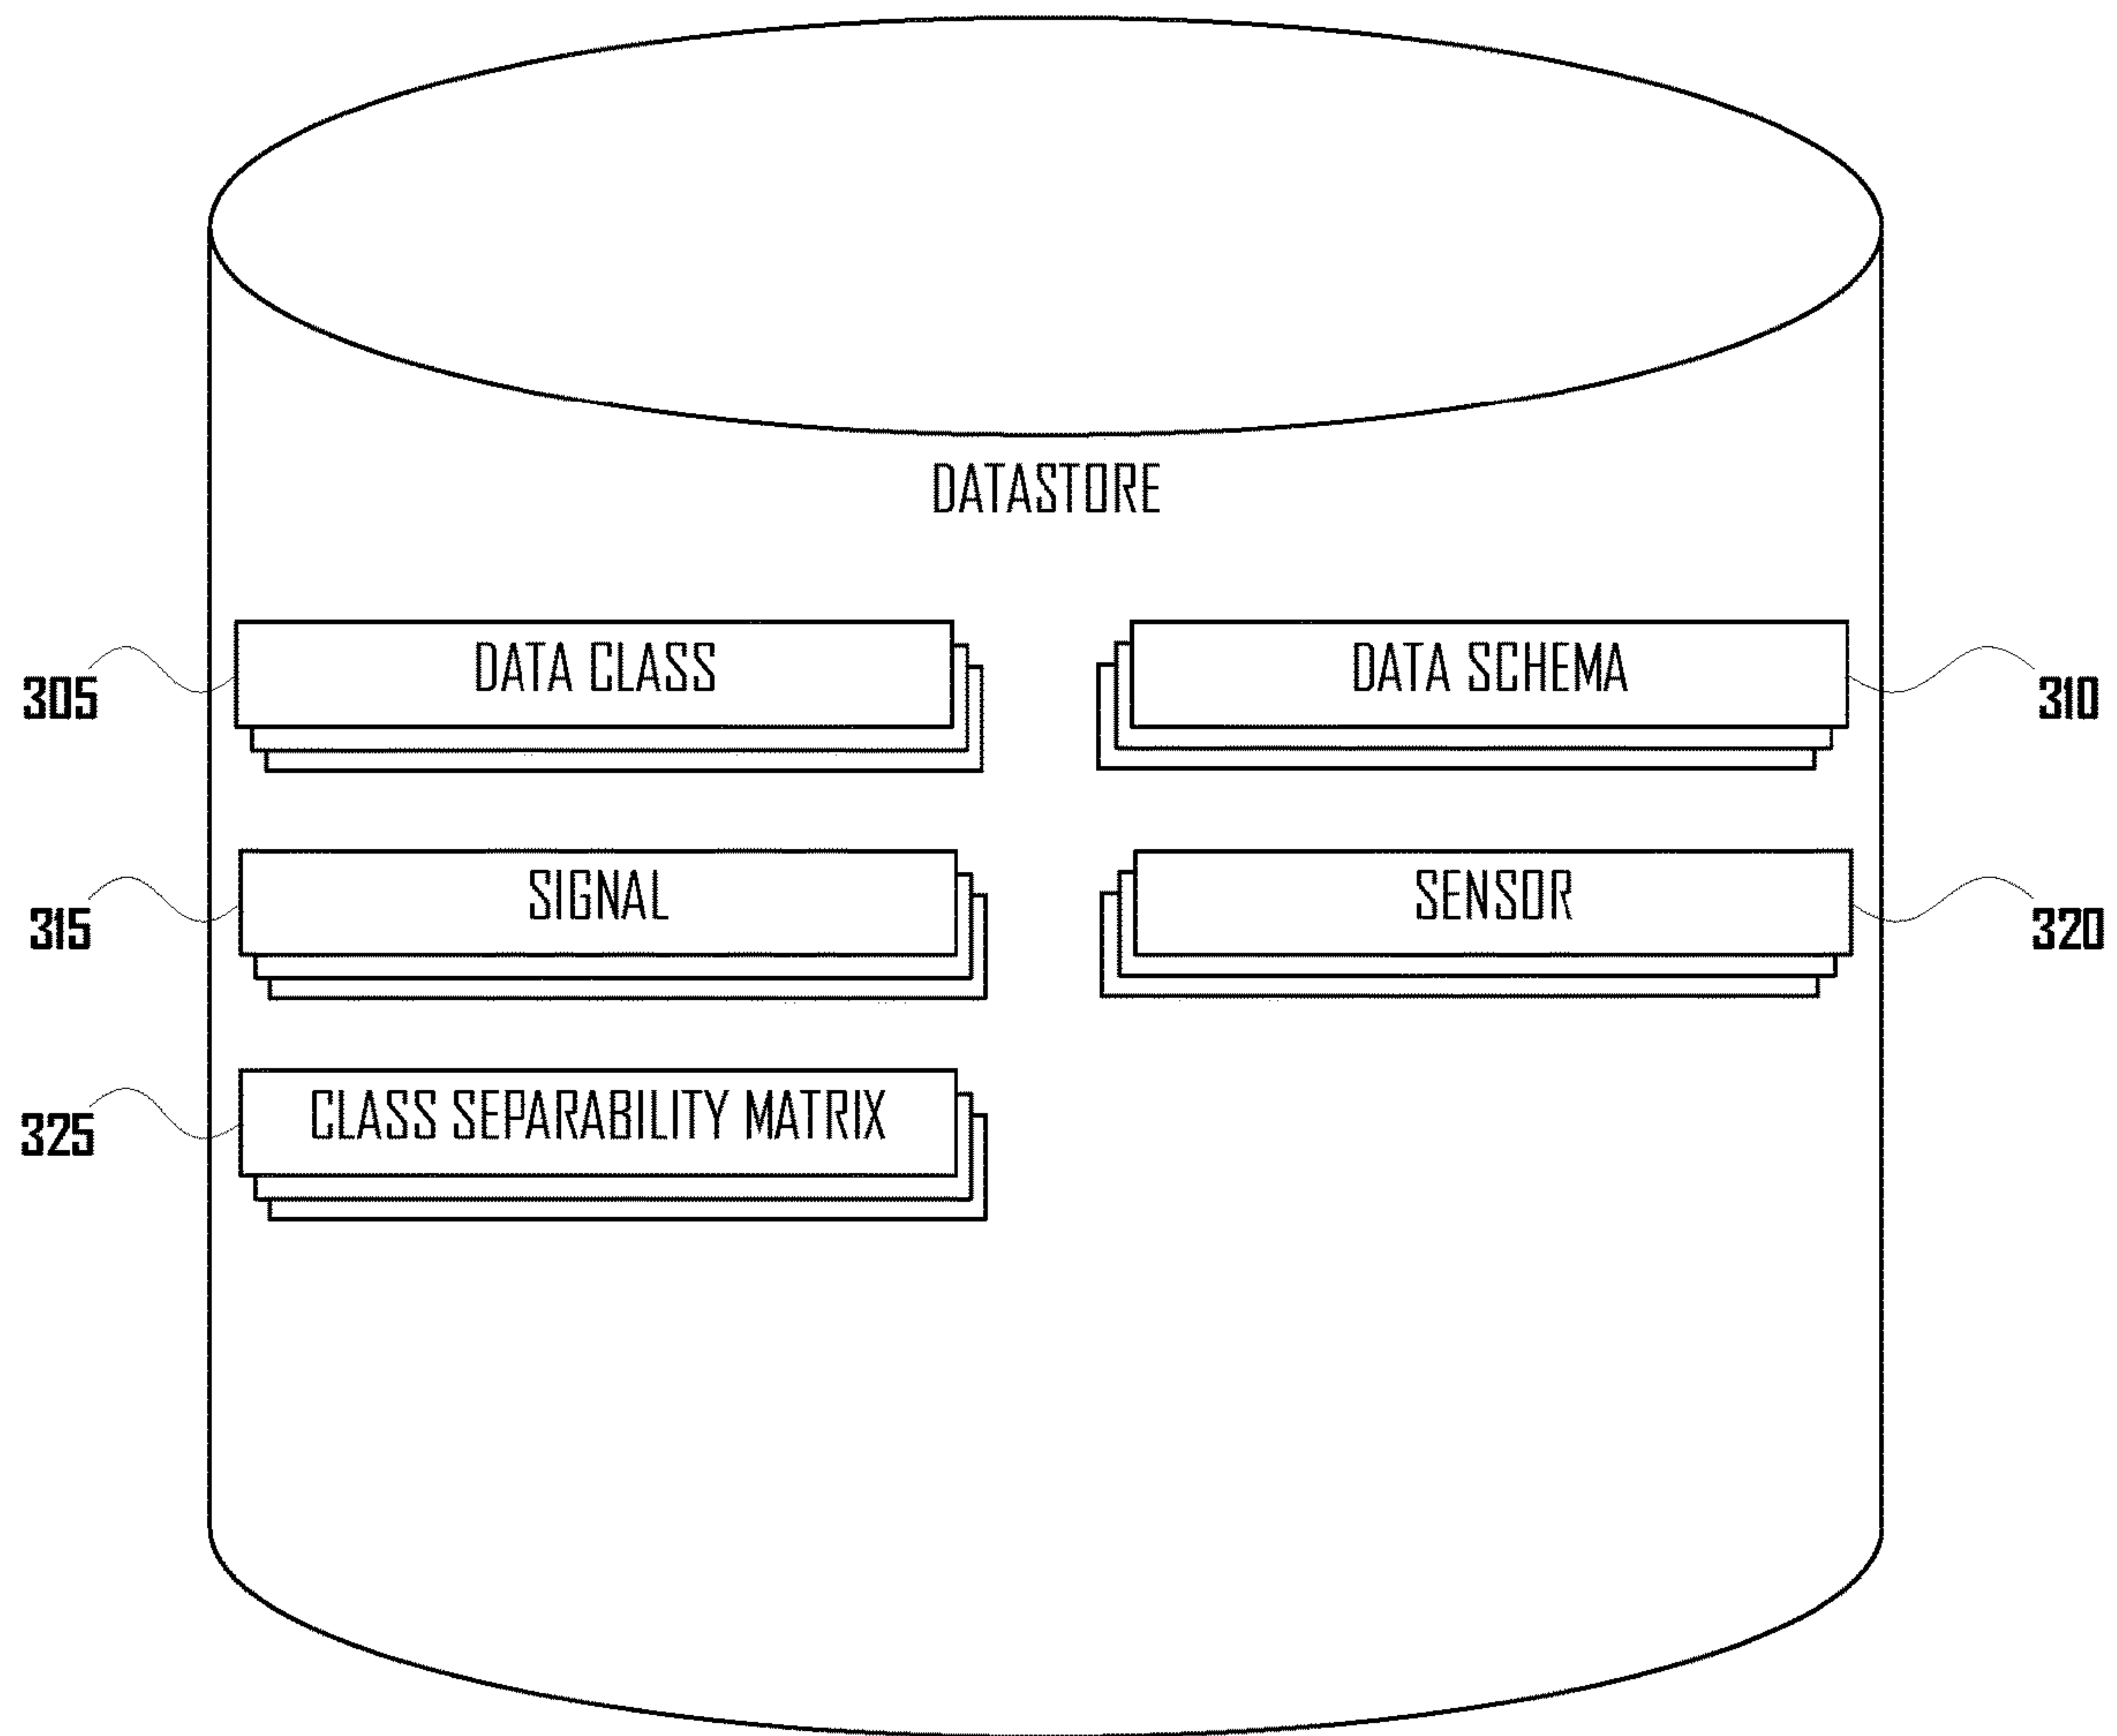 DATASTORE
305 DATA CLASS DATA SCHEMA 310
315 SIGNAL SENSOR 320
325 CLASS SEPARABILITY MATRIX